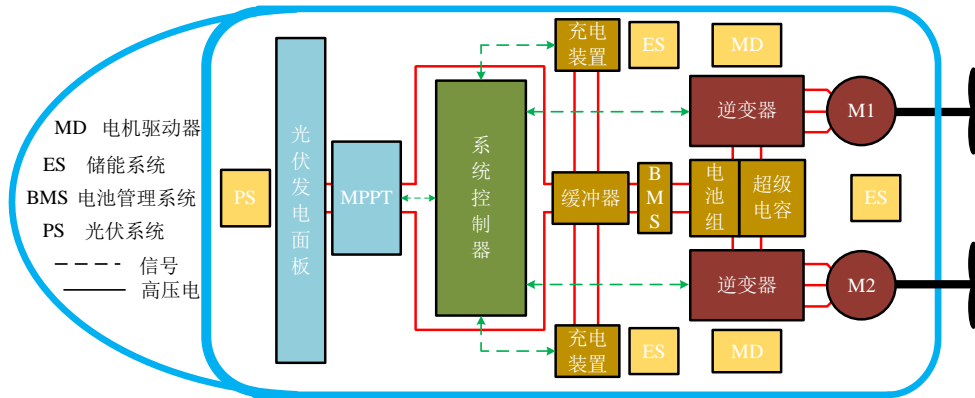 充电
装置
ES
MD
逆变器
M1
MD 电机驱动器
ES 储能系统
BMS 电池管理系统
PS 光伏系统
信号
高压电
PS
光伏发电面板
MPPT
系统控制器
缓冲器
BMS
电池组
超级
电容
ES
逆变器
M2
充电
装置
ES
MD